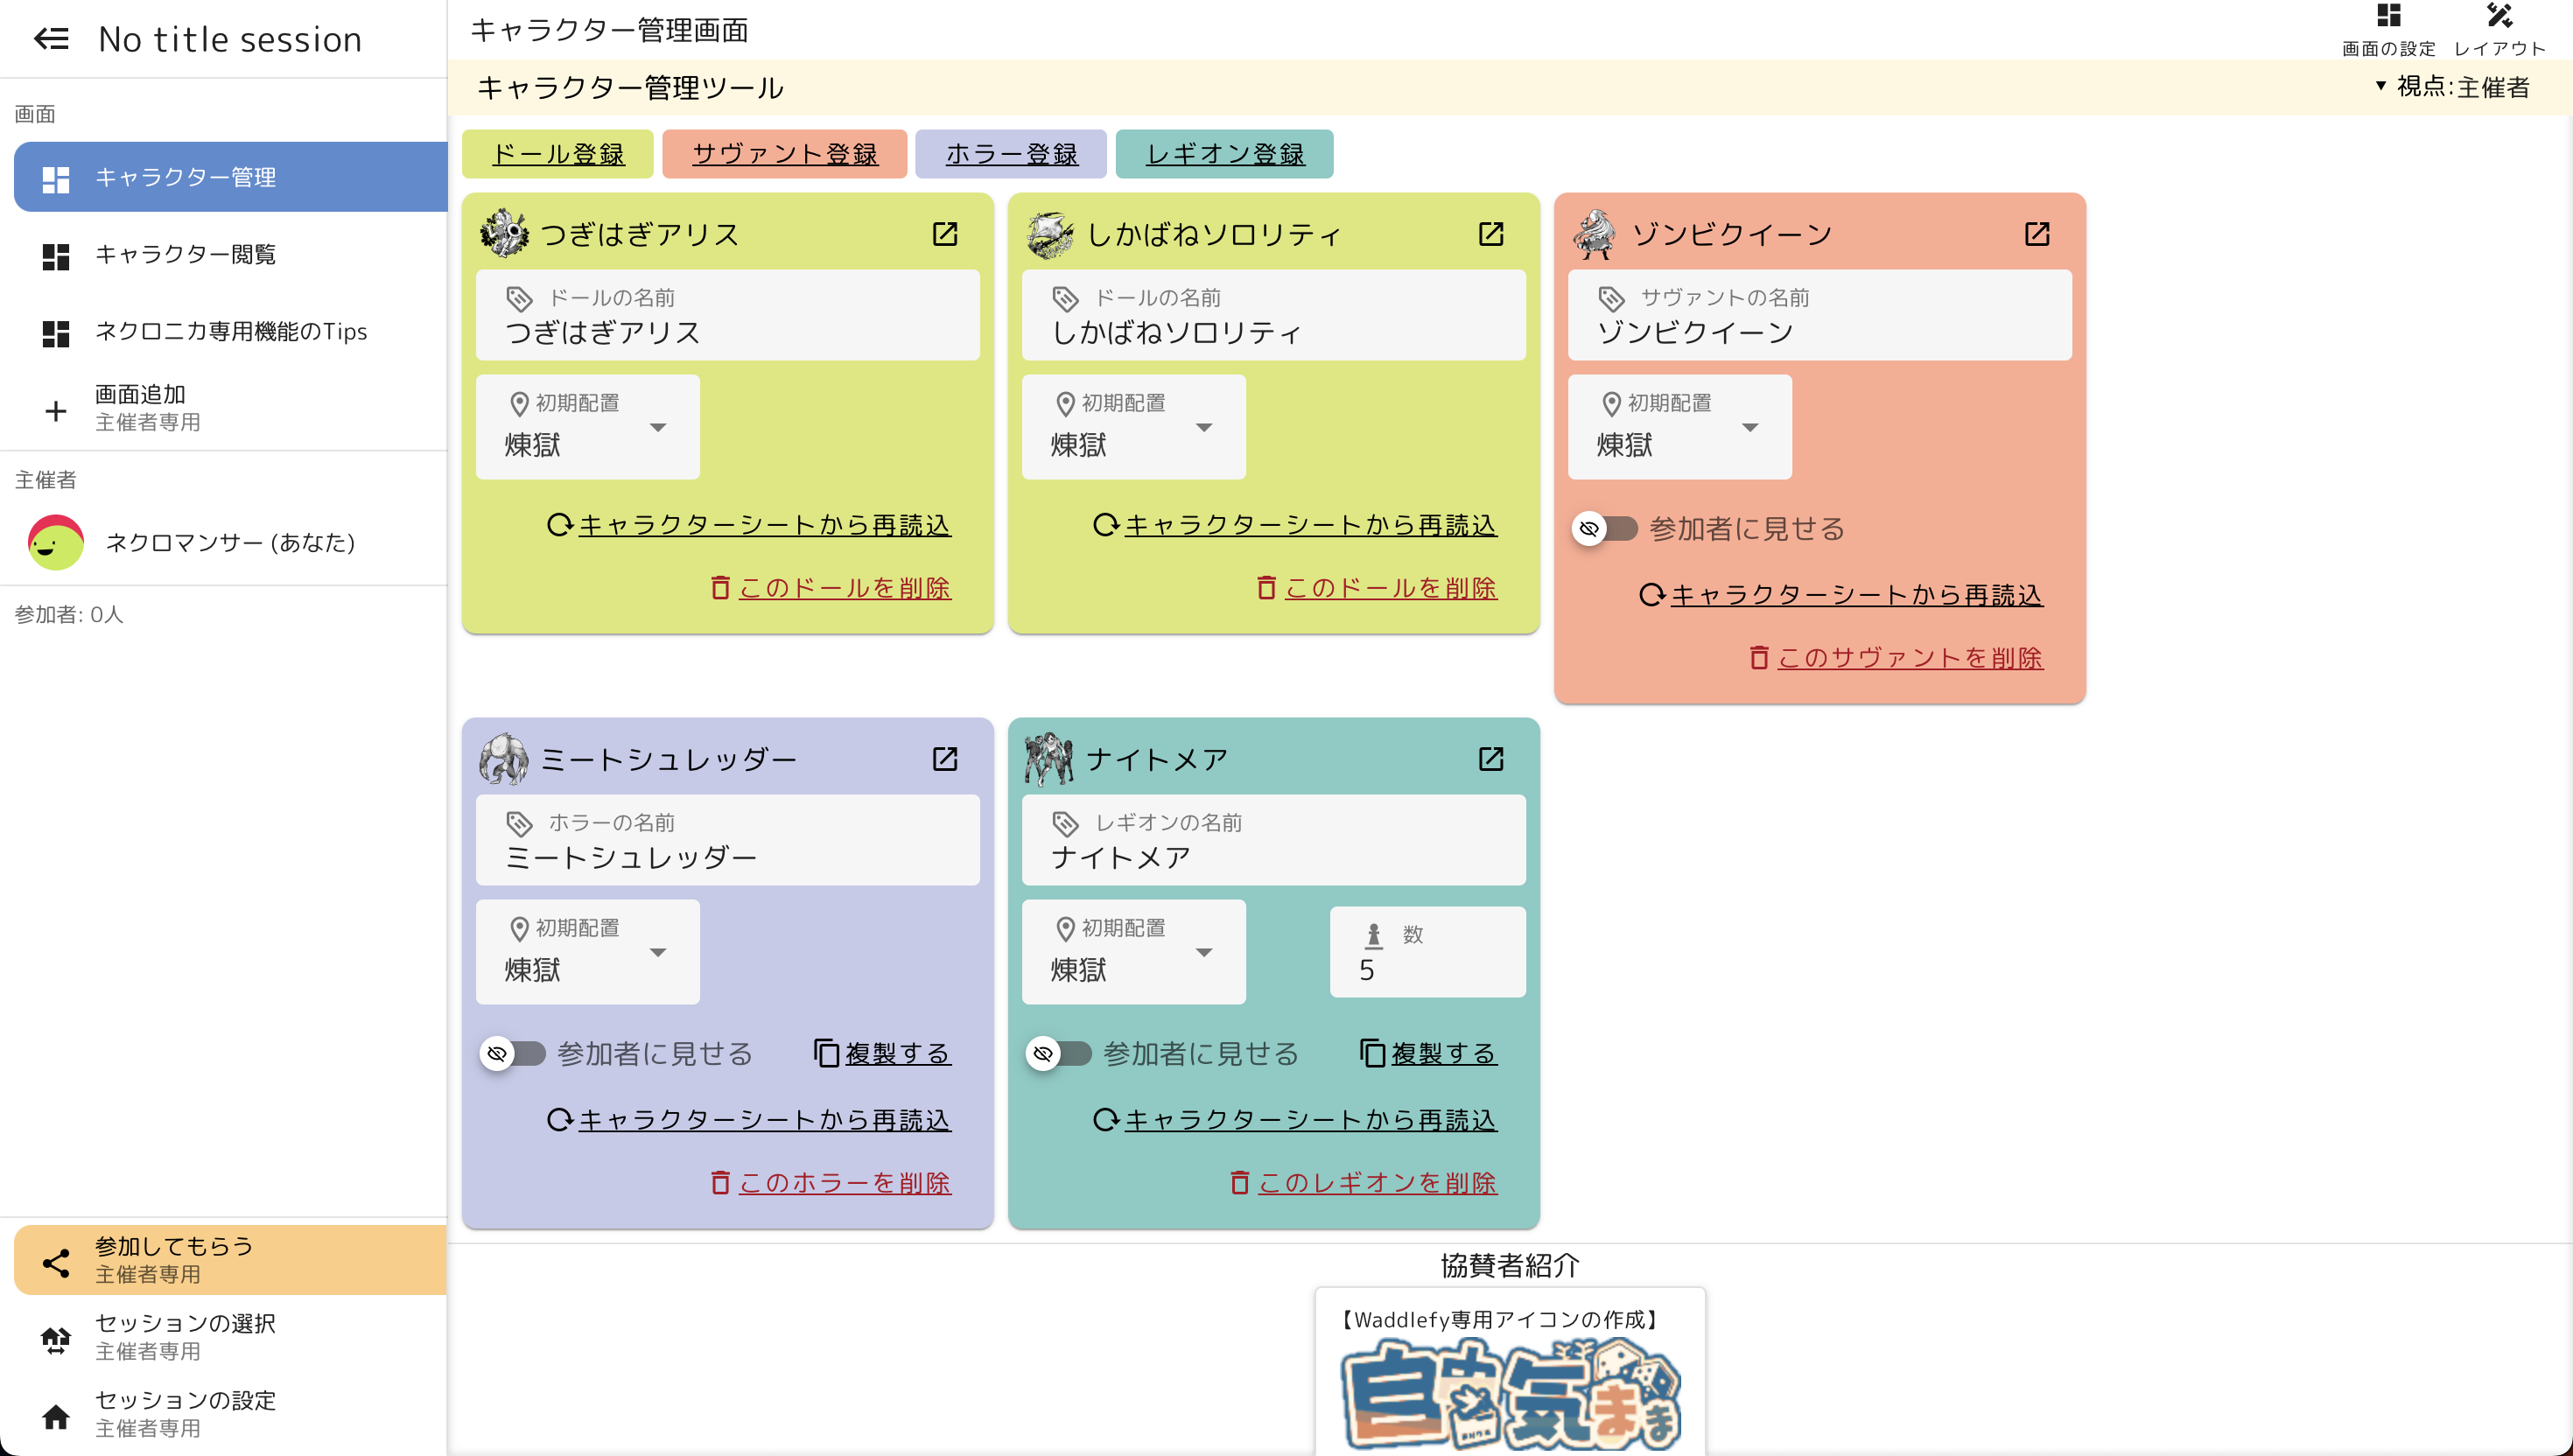 No title session
画面
キャラクター管理
キャラクター閲覧
ネクロニカ専用機能のTips
画面追加
主催者専用
主催者
ネクロマンサー (あなた)
参加者: 0人
参加してもらう
主催者専用
セッションの選択
主催者専用
セッションの設定
主催者専用
キャラクター管理画面
画面の設定 レイアウト
キャラクター管理ツール
▼ 視点:主催者
ドール登録 サヴァント登録 ホラー登録 レギオン登録
つぎはぎアリス
ドールの名前
つぎはぎアリス
初期配置
煉獄
キャラクターシートから再読込
このドールを削除
しかばねソロリティ
ドールの名前
しかばねソロリティ
初期配置
煉獄
キャラクターシートから再読込
このドールを削除
ゾンビクイーン
サヴァントの名前
ゾンビクイーン
初期配置
煉獄
参加者に見せる
キャラクターシートから再読込
このサヴァントを削除
ミートシュレッダー
ホラーの名前
ミートシュレッダー
初期配置
煉獄
参加者に見せる 複製する
キャラクターシートから再読込
このホラーを削除
ナイトメア
レギオンの名前
ナイトメア
初期配置
煉獄
数
5
参加者に見せる 複製する
キャラクターシートから再読込
このレギオンを削除
協賛者紹介
【Waddlefy専用アイコンの作成】
自由気まま